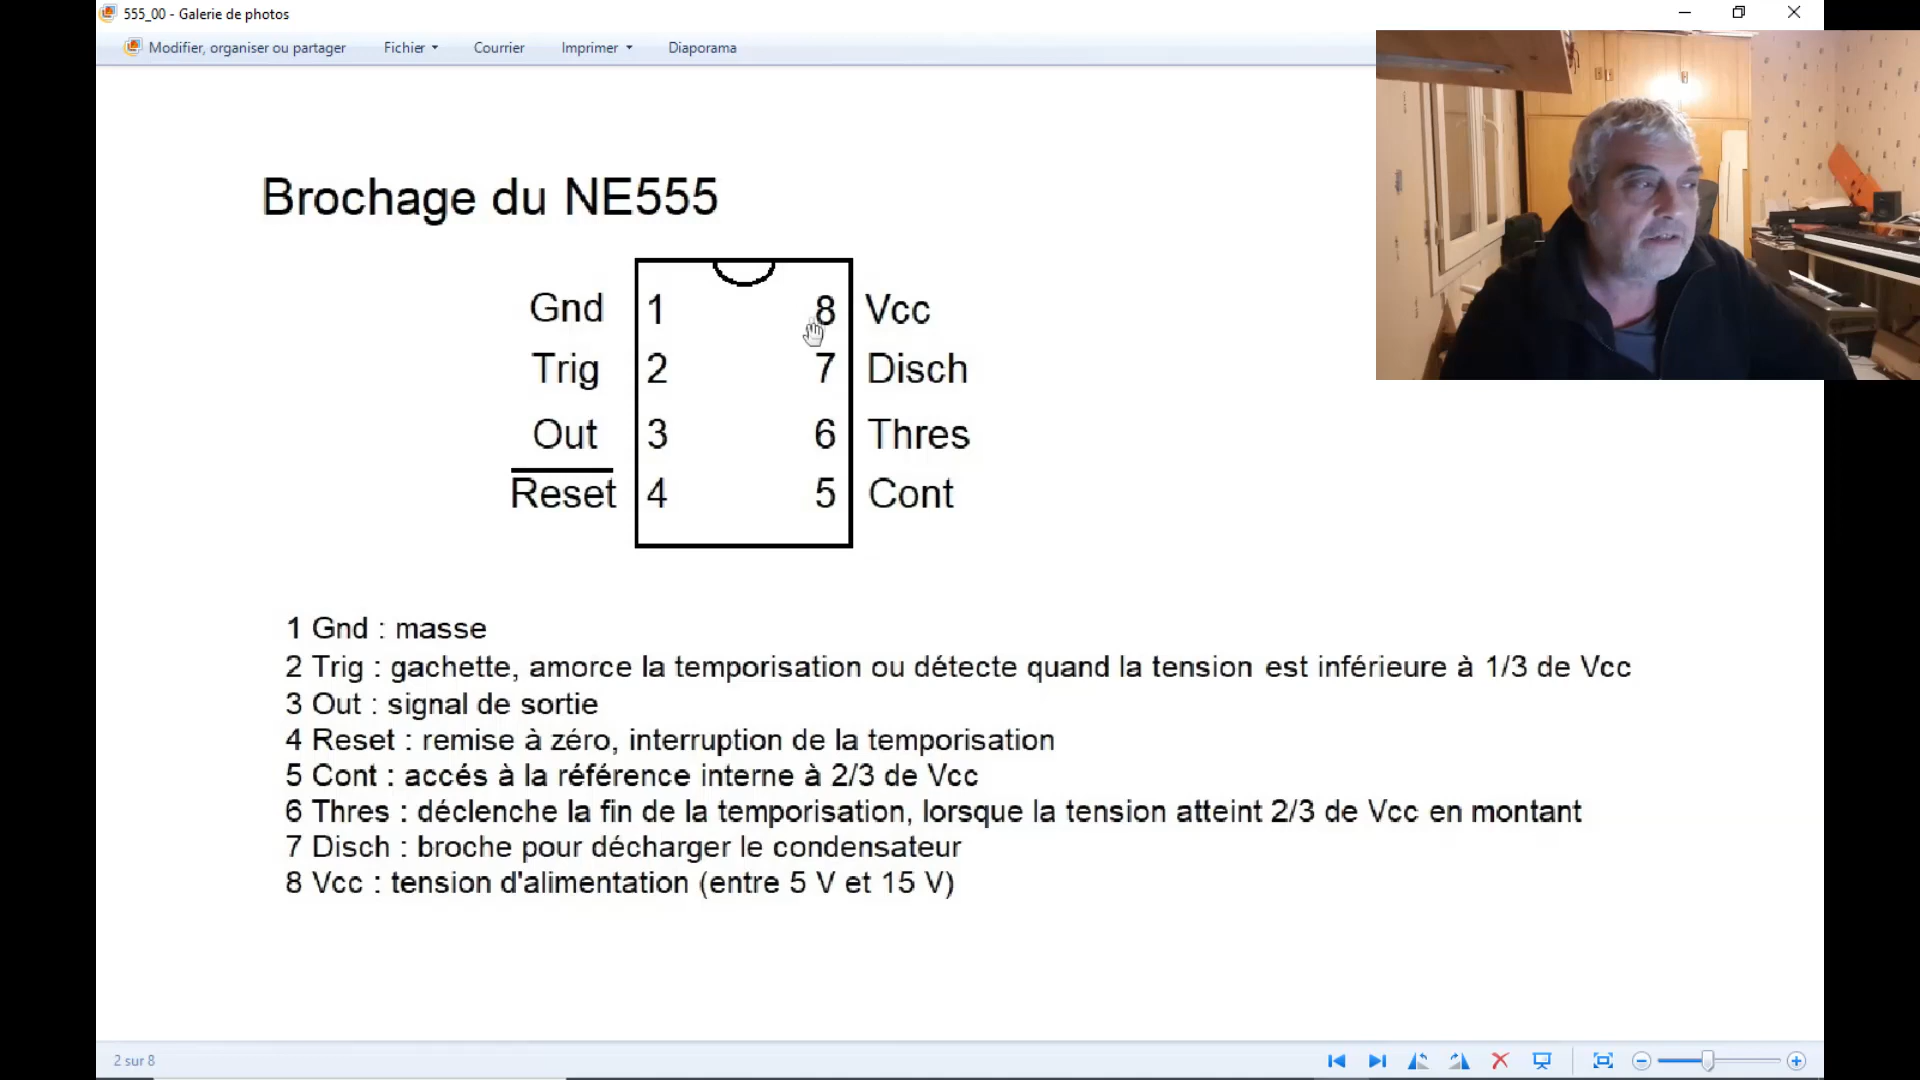 555_00 - Galerie de photos
Modifier, organiser ou partager Fichier Courrier Imprimer Diaporama
Brochage du NE555
Gnd 1 8 Vcc
Trig 2 7 Disch
Out 3 6 Thres
Reset 4 5 Cont
1 Gnd : masse
2 Trig : gachette, amorce la temporisation ou détecte quand la tension est inférieure à 1/3 de Vcc
3 Out : signal de sortie
4 Reset : remise à zéro, interruption de la temporisation
5 Cont : accés à la référence interne à 2/3 de Vcc
6 Thres : déclenche la fin de la temporisation, lorsque la tension atteint 2/3 de Vcc en montant
7 Disch : broche pour décharger le condensateur
8 Vcc : tension d'alimentation (entre 5 V et 15 V)
2 sur 8